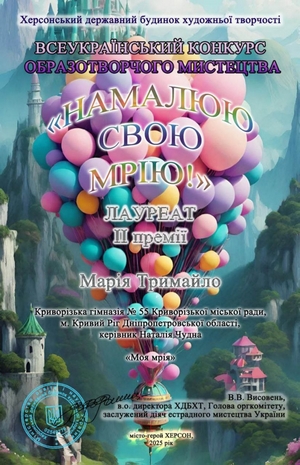 Херсонський державний будинок художньої творчості
ВСЕУКРАЇНСЬКИЙ КОНКУРС
ОБРАЗОТВОРЧОГО МИСТЕЦТВА
«НАМАЛЮЮ
СВОЮ
МРІЮ!»
ЛАУРЕАТ
ІІ премії
Марія Тримайло
Криворізька гімназія № 55 Криворізької міської ради,
м. Кривий Ріг Дніпропетровської області,
керівник Наталія Чудна
«Моя мрія»
В.В. Висовень,
в.о. директора ХДБХТ, Голова оргкомітету,
заслужений діяч естрадного мистецтва України
місто-герой ХЕРСОН,
2025 рік